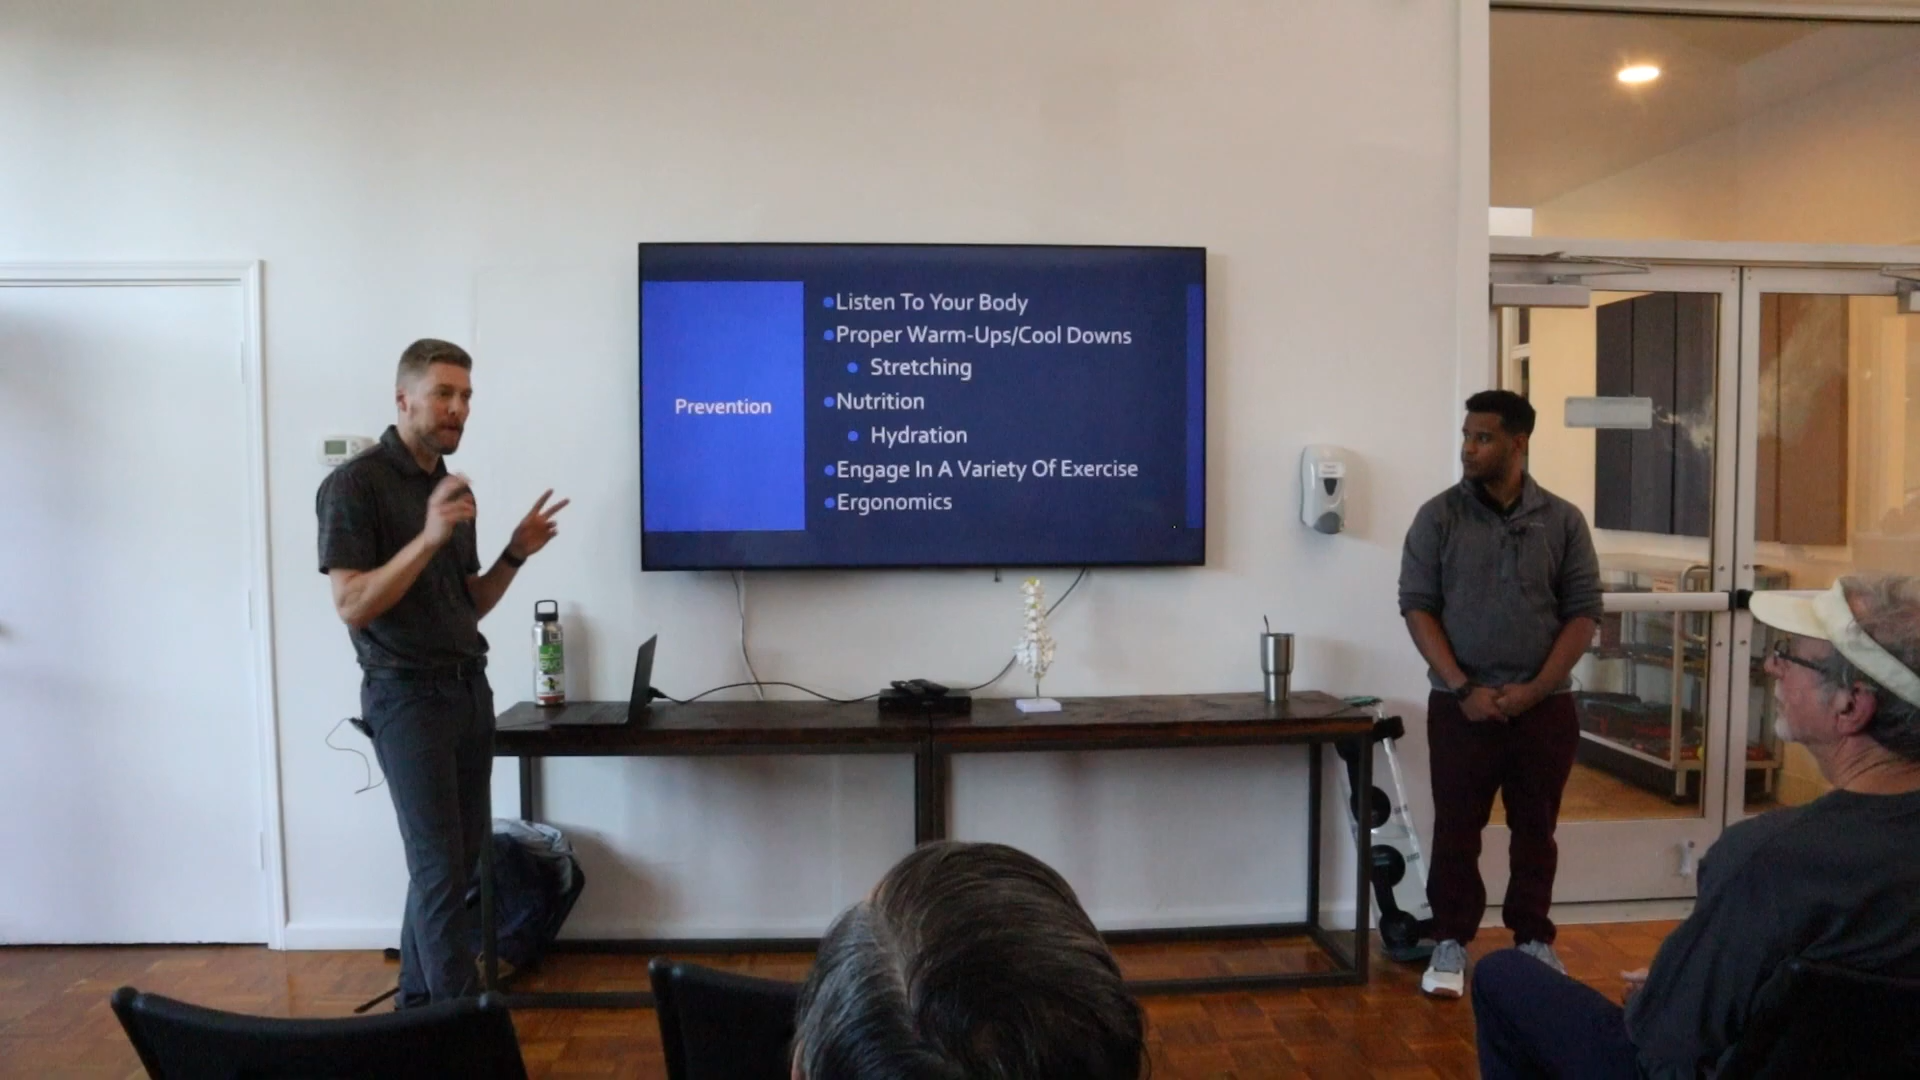 Prevention
Listen To Your Body
Proper Warm-Ups/Cool Downs
Stretching
Nutrition
Hydration
Engage In A Variety Of Exercise
Ergonomics